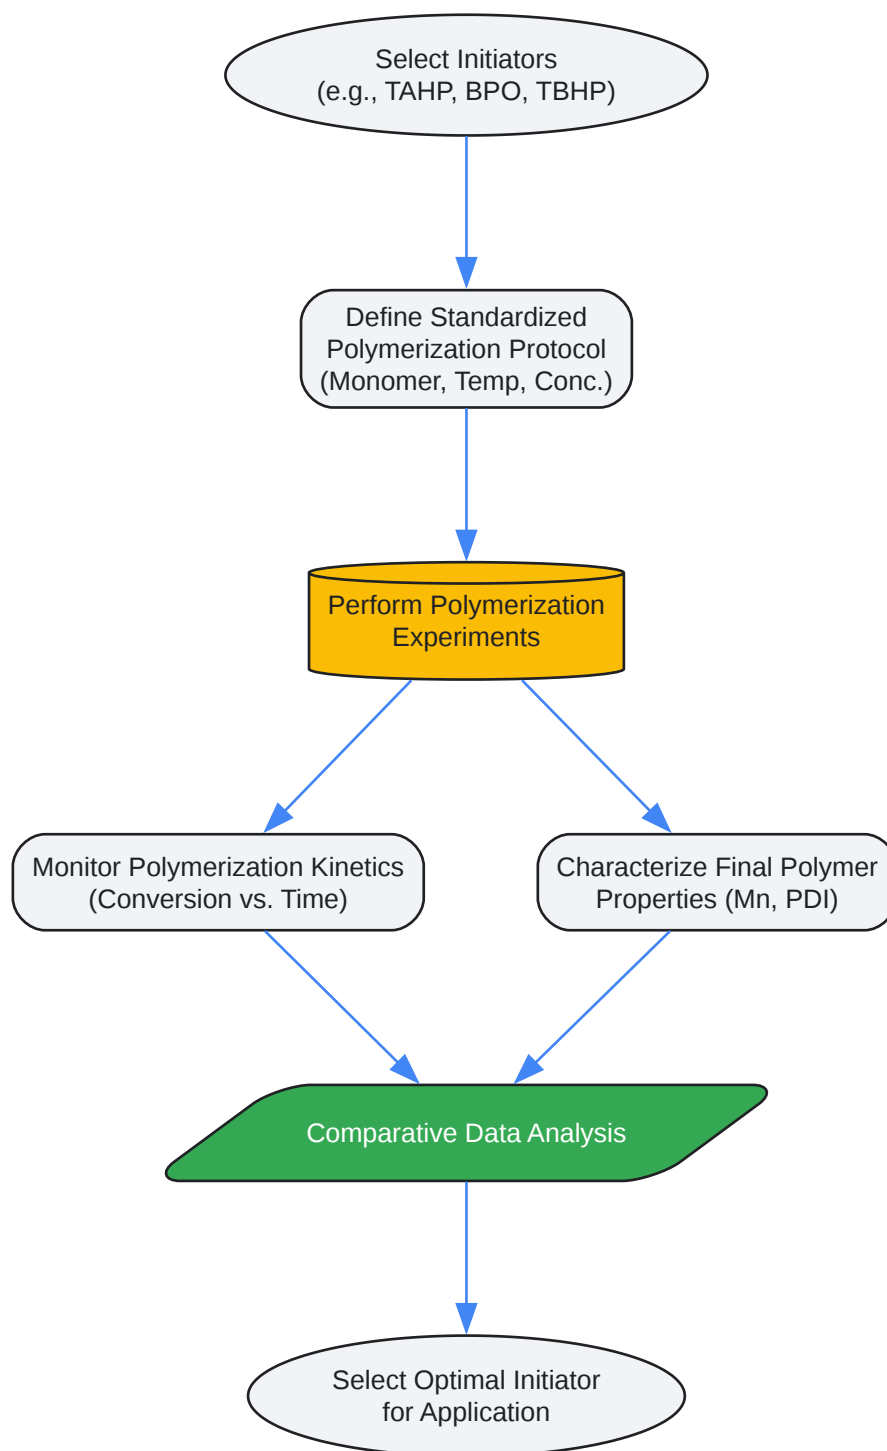 Select Initiators
(e.g., TAHP, BPO, TBHP)
Define Standardized
Polymerization Protocol
(Monomer, Temp, Conc.)
Perform Polymerization
Experiments
Monitor Polymerization Kinetics
(Conversion vs. Time)
Characterize Final Polymer
Properties (Mn, PDI)
Comparative Data Analysis
Select Optimal Initiator
for Application